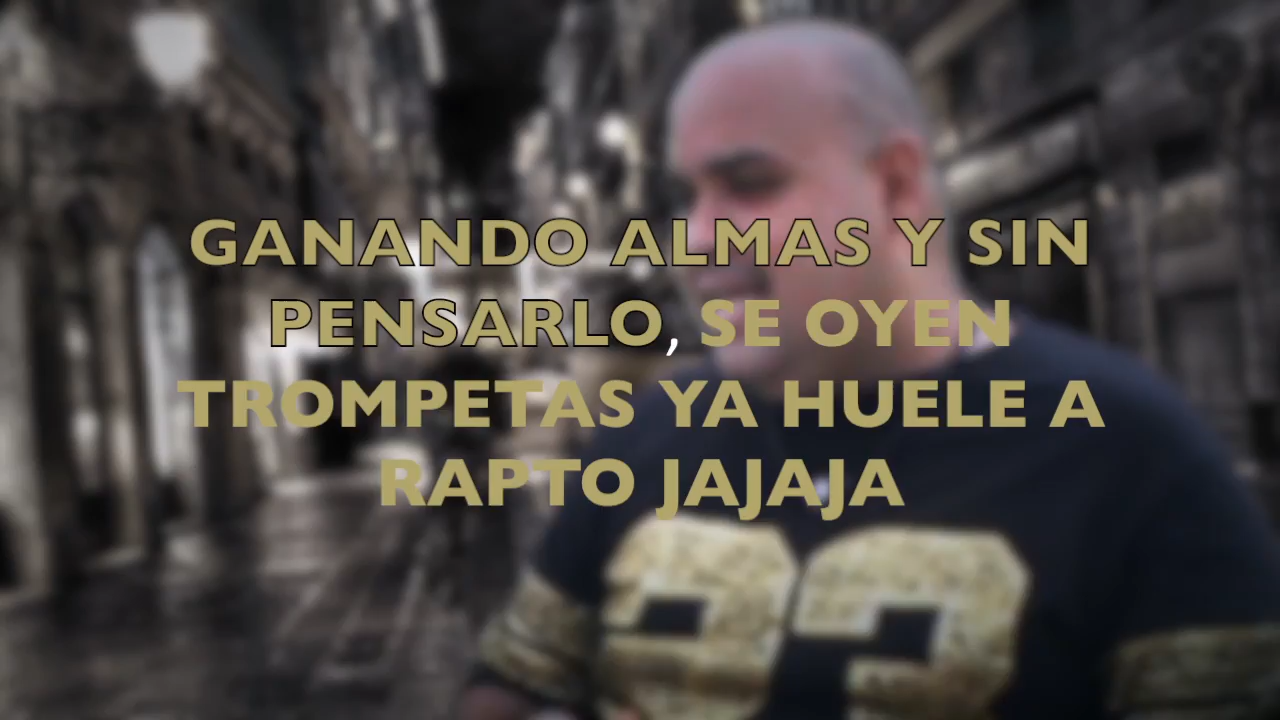 GANANDO ALMAS Y SIN
PENSARLO, SE OYEN
TROMPETAS YA HUELE A
RAPTO JAJAJA